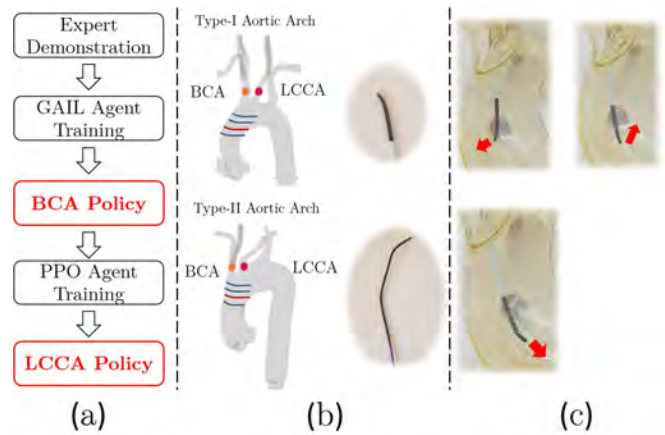 Expert
Demonstration
GAIL Agent
Training
BCA Policy
PPO Agent
Training
LCCA Policy
(a)
Type-I Aortic Arch
BCA
LCCA
Type-II Aortic Arch
BCA
LCCA
(b)
(c)